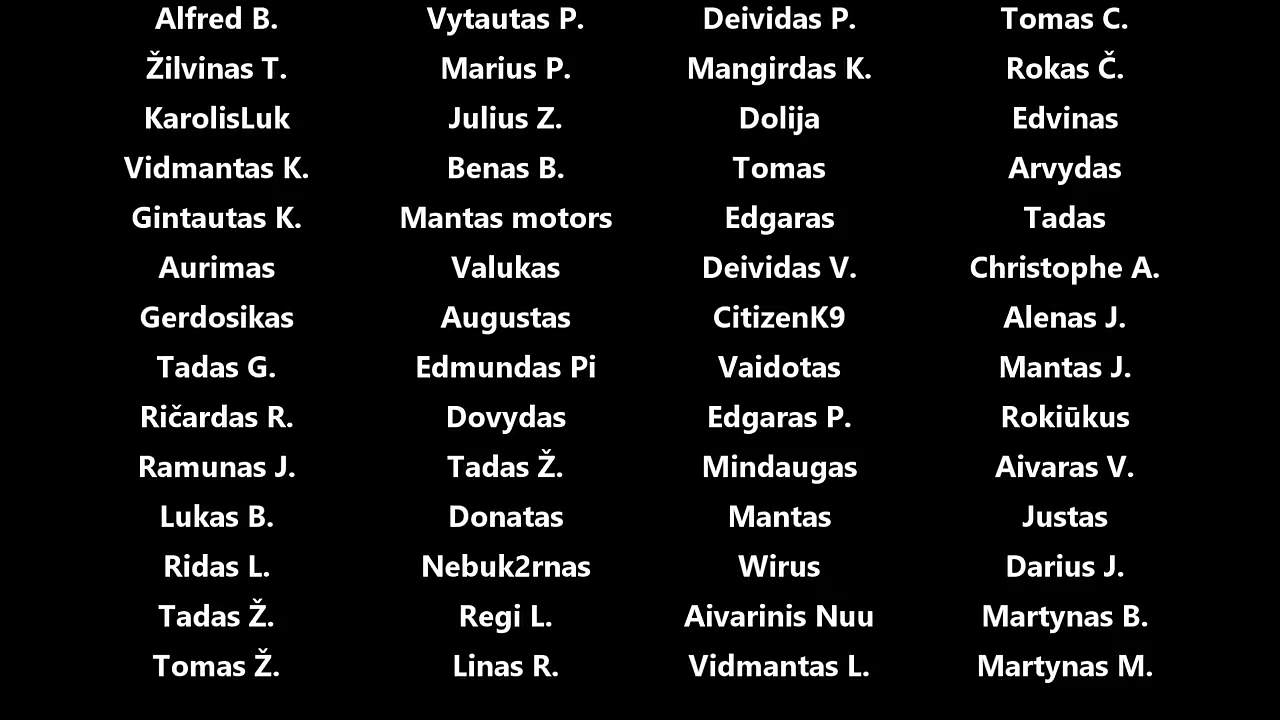 Alfred B. Vytautas P. Deividas P. Tomas C.
Žilvinas T. Marius P. Mangirdas K. Rokas Č.
KarolisLuk Julius Z. Dolija Edvinas
Vidmantas K. Benas B. Tomas Arvydas
Gintautas K. Mantas motors Edgaras Tadas
Aurimas Valukas Deividas V. Christophe A.
Gerdosikas Augustas CitizenK9 Alenas J.
Tadas G. Edmundas Pi Vaidotas Mantas J.
Ričardas R. Dovydas Edgaras P. Rokiūkus
Ramunas J. Tadas Ž. Mindaugas Aivaras V.
Lukas B. Donatas Mantas Justas
Ridas L. Nebuk2rnas Wirus Darius J.
Tadas Ž. Regi L. Aivarinis Nuu Martynas B.
Tomas Ž. Linas R. Vidmantas L. Martynas M.